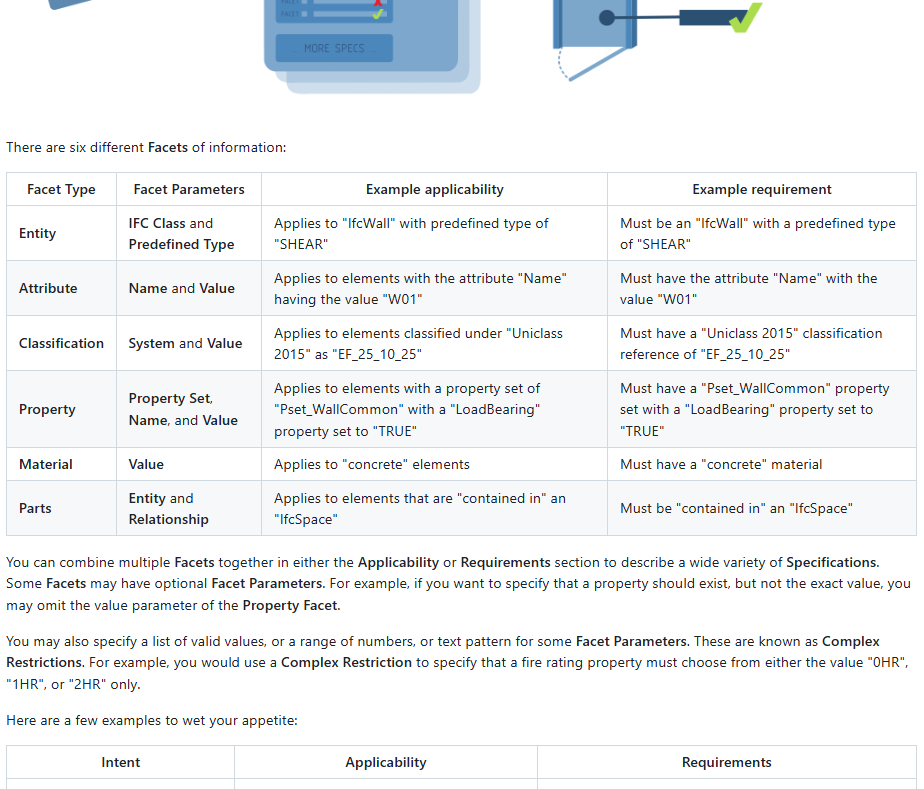 FACET
FACET
MORE SPECS
There are six different Facets of information:
Facet Type
Facet Parameters
Example applicability
Example requirement
Entity
IFC Class and
Predefined Type
Applies to "IfcWall" with predefined type of
"SHEAR"
Must be an "IfcWall" with a predefined type
of "SHEAR"
Attribute
Name and Value
Applies to elements with the attribute "Name"
having the value "W01"
Must have the attribute "Name" with the
value "W01"
Classification
System and Value
Applies to elements classified under "Uniclass
2015" as "EF_25_10_25"
Must have a "Uniclass 2015" classification
reference of "EF_25_10_25"
Property
Property Set,
Name, and Value
Applies to elements with a property set of
"Pset_WallCommon" with a "LoadBearing"
property set to "TRUE"
Must have a "Pset_WallCommon" property
set with a "LoadBearing" property set to
"TRUE"
Material
Value
Applies to "concrete" elements
Must have a "concrete" material
Parts
Entity and
Relationship
Applies to elements that are "contained in" an
"IfcSpace"
Must be "contained in" an "IfcSpace"
You can combine multiple Facets together in either the Applicability or Requirements section to describe a wide variety of Specifications.
Some Facets may have optional Facet Parameters. For example, if you want to specify that a property should exist, but not the exact value, you
may omit the value parameter of the Property Facet.
You may also specify a list of valid values, or a range of numbers, or text pattern for some Facet Parameters. These are known as Complex
Restrictions. For example, you would use a Complex Restriction to specify that a fire rating property must choose from either the value "0HR",
"1HR", or "2HR" only.
Here are a few examples to wet your appetite:
Intent
Applicability
Requirements